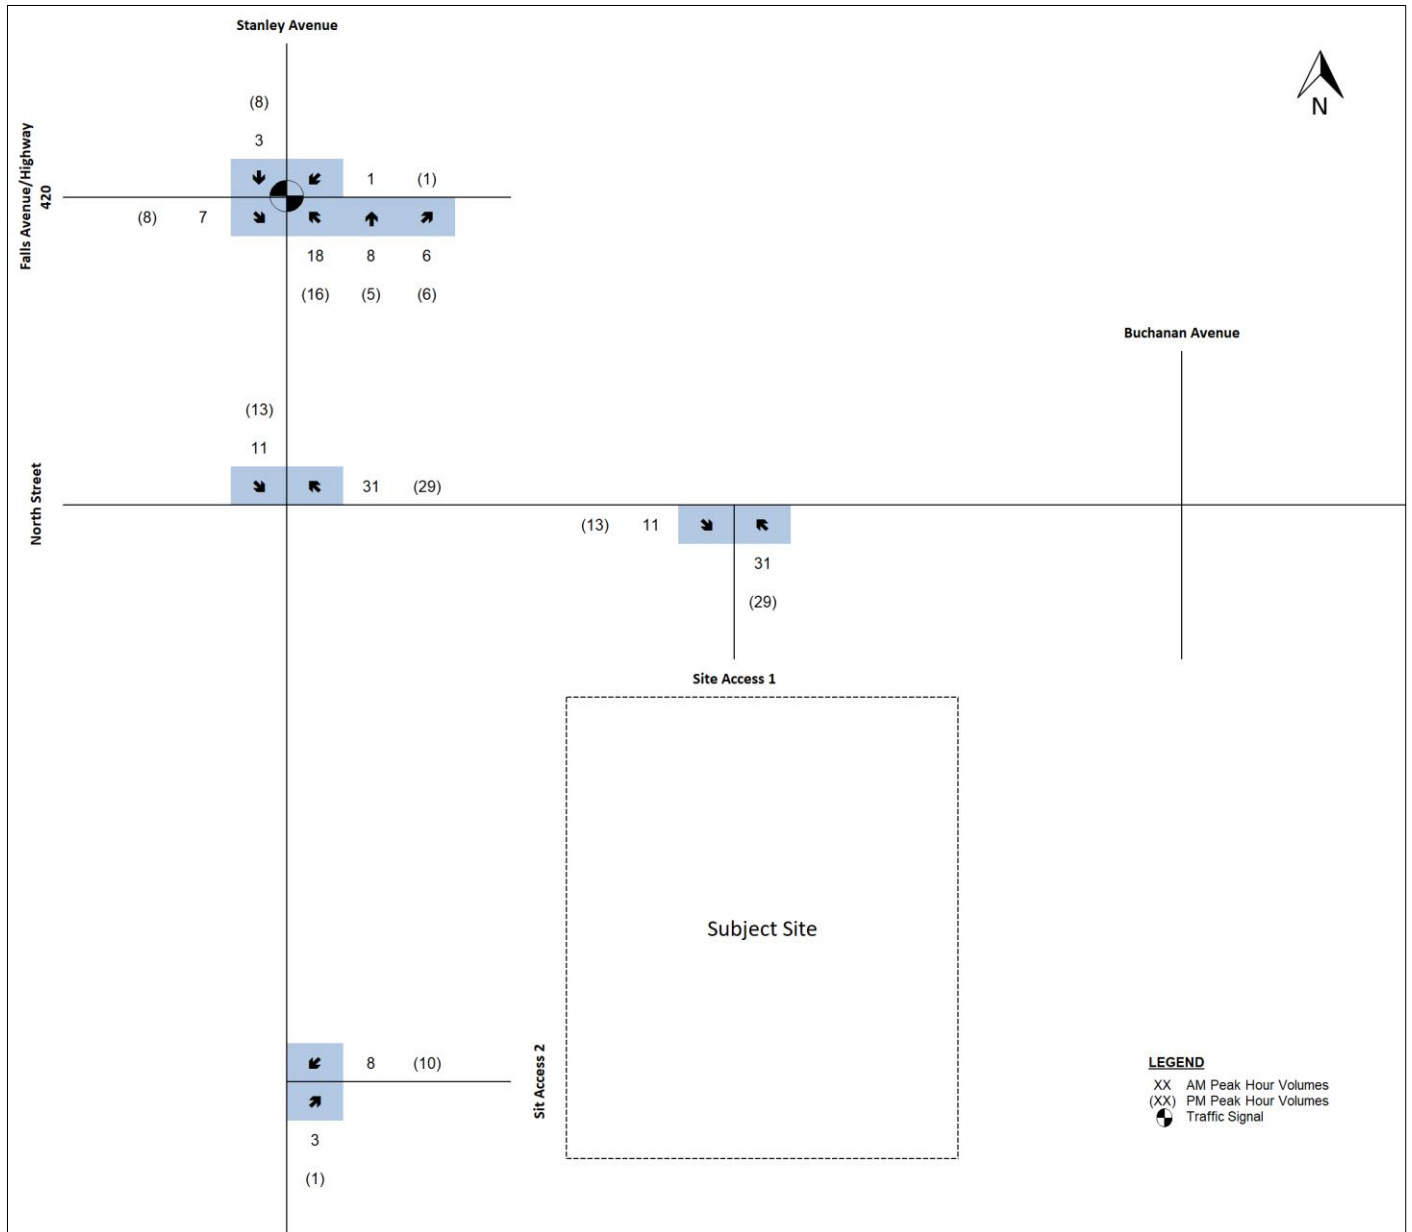 Stanley Avenue
(8)
3
Falls Avenue/Highway
420
1 (1)
(8) 7
18 8 6
(16) (5) (6)
Buchanan Avenue
(13)
11
North Street
31 (29)
(13) 11
31
(29)
Site Access 1
Subject Site
Sit Access 2
8 (10)
3
(1)
N
LEGEND
XX AM Peak Hour Volumes
(XX) PM Peak Hour Volumes
Traffic Signal